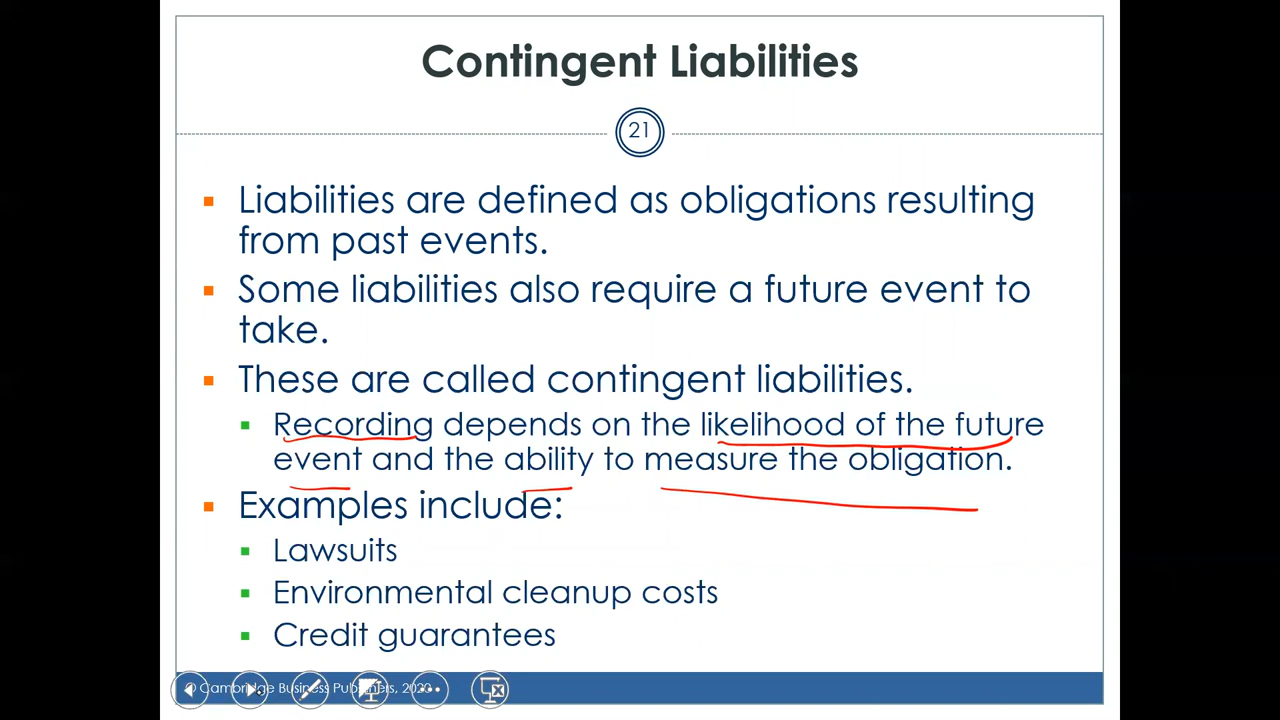 Contingent Liabilities
21
Liabilities are defined as obligations resulting
from past events.
Some liabilities also require a future event to
take.
These are called contingent liabilities.
Recording depends on the likelihood of the future
event and the ability to measure the obligation.
Examples include:
Lawsuits
Environmental cleanup costs
Credit guarantees
© Cambridge Business Publishers,